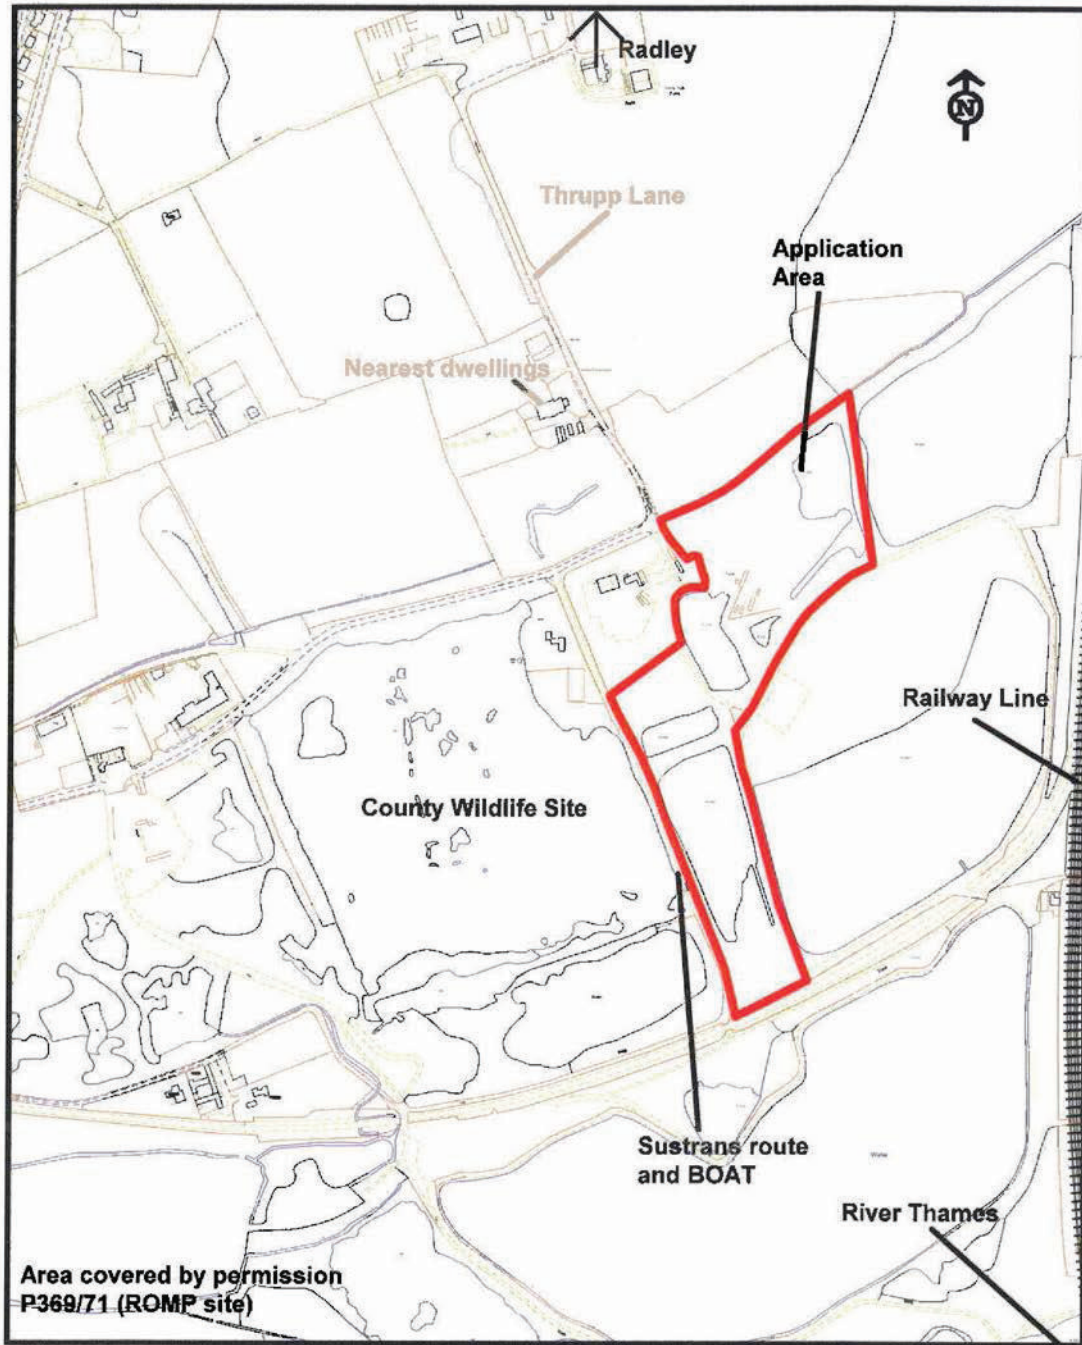 Radley
N
Thrupp Lane
Application
Area
Nearest dwellings
Railway Line
County Wildlife Site
Sustrans route
and BOAT
Water
River Thames
Area covered by permission
P369/71 (ROMP site)